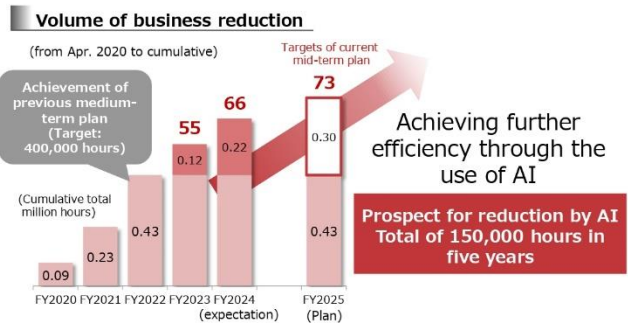 Volume of business reduction
(from Apr. 2020 to cumulative)
Targets of current
mid-term plan
Achievement of
previous medium-
term plan
(Target:
400,000 hours)
(Cumulative total
million hours)
0.09
0.23
0.43
55
0.12
66
0.22
73
0.30
0.43
FY2020 FY2021 FY2022 FY2023 FY2024
(expectation)
FY2025
(Plan)
Achieving further
efficiency through the
use of AI
Prospect for reduction by AI
Total of 150,000 hours in
five years